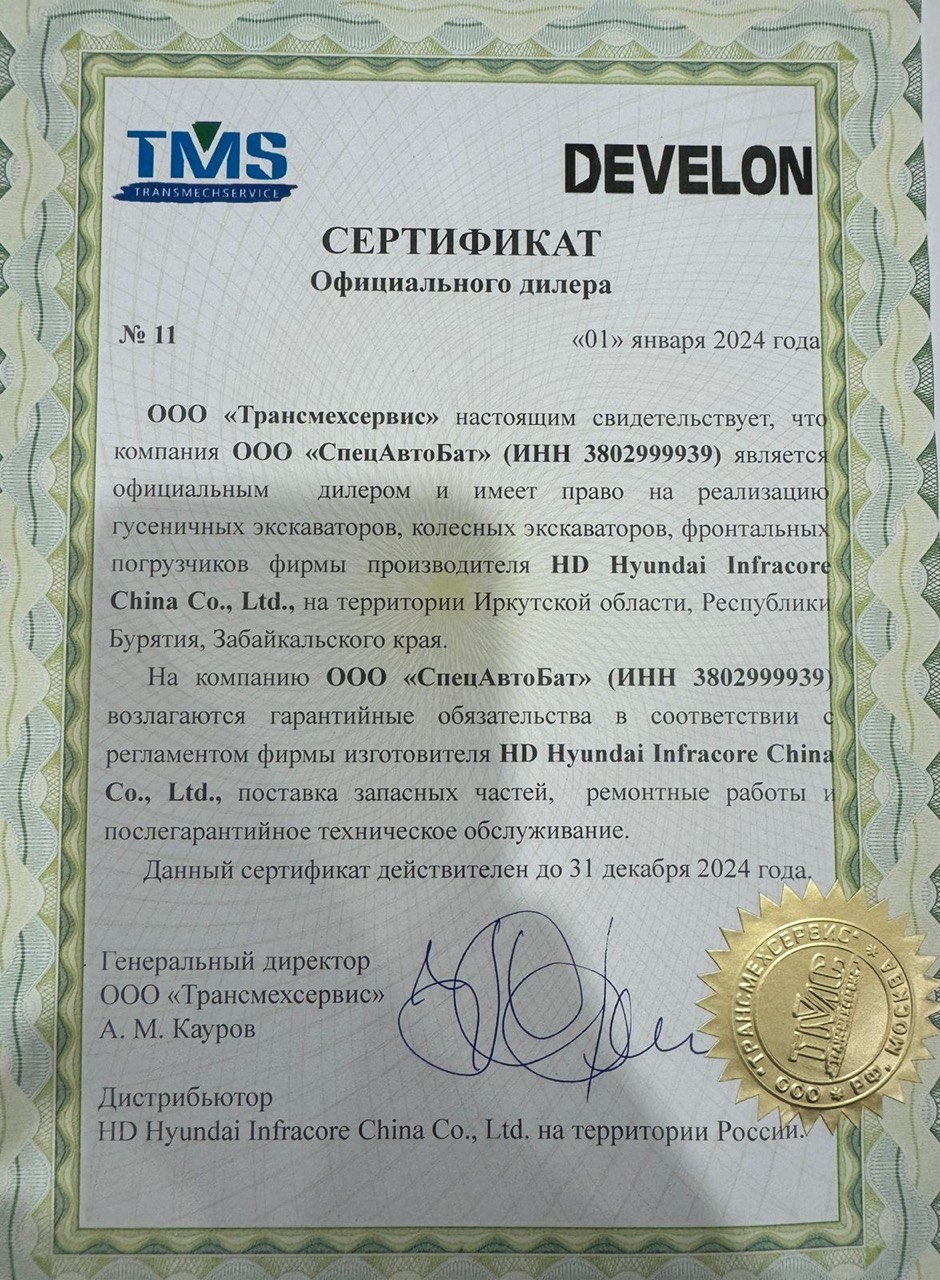 TMS
TRANSMECHSERVICE
DEVELON
СЕРТИФИКАТ
Официального дилера
№ 11
«01» января 2024 года
ООО «Трансмехсервис» настоящим свидетельствует, что
компания ООО «СпецАвтоБат» (ИНН 3802999939) является
официальным дилером и имеет право на реализацию
гусеничных экскаваторов, колесных экскаваторов, фронтальных
погрузчиков фирмы производителя HD Hyundai Infracore
China Co., Ltd., на территории Иркутской области, Республики
Бурятия, Забайкальского края.
На компанию ООО «СпецАвтоБат» (ИНН 3802999939)
возлагаются гарантийные обязательства в соответствии с
регламентом фирмы изготовителя HD Hyundai Infracore China
Co., Ltd., поставка запасных частей, ремонтные работы и
послегарантийное техническое обслуживание.
Данный сертификат действителен до 31 декабря 2024 года.
Генеральный директор
ООО «Трансмехсервис»
А. М. Кауров
Дистрибьютор
HD Hyundai Infracore China Co., Ltd. на территории России.
"ТРАНСМЕХСЕРВИС" * ООО * РФ, МОСКВА *
ТМС